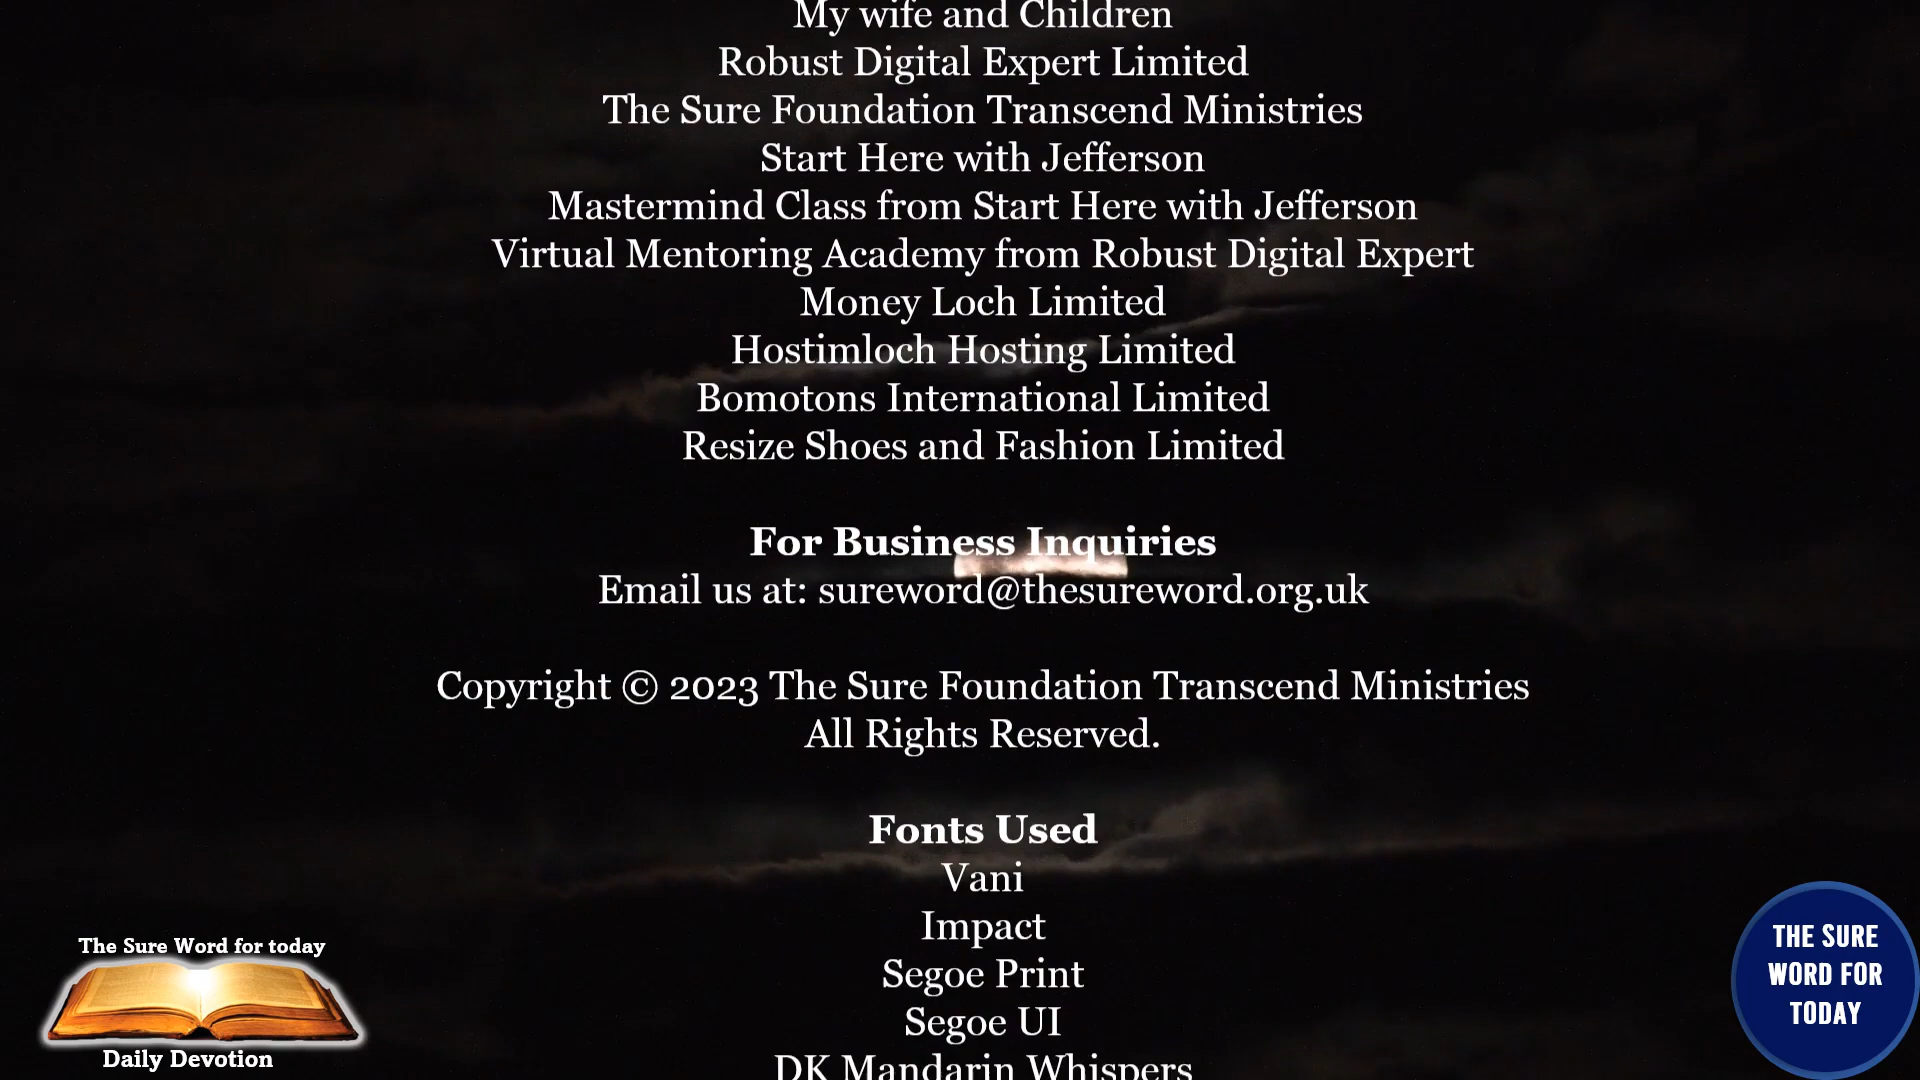 My wife and Children
Robust Digital Expert Limited
The Sure Foundation Transcend Ministries
Start Here with Jefferson
Mastermind Class from Start Here with Jefferson
Virtual Mentoring Academy from Robust Digital Expert
Money Loch Limited
Hostimloch Hosting Limited
Bomotons International Limited
Resize Shoes and Fashion Limited
For Business Inquiries
Email us at: sureword@thesureword.org.uk
Copyright © 2023 The Sure Foundation Transcend Ministries
All Rights Reserved.
Fonts Used
Vani
Impact
Segoe Print
Segoe UI
DK Mandarin Whispers
The Sure Word for today
Daily Devotion
THE SURE
WORD FOR
TODAY